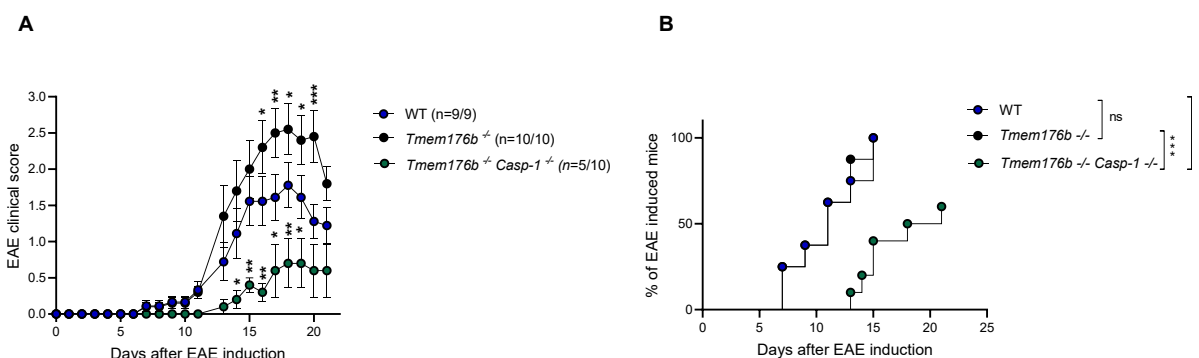 A
B
EAE clinical score
3.0
2.5
2.0
1.5
1.0
0.5
0.0
0
5
10
15
20
Days after EAE induction
*
**
*
*
***
*
**
**
*
**
*
WT (n=9/9)
Tmem176b -/- (n=10/10)
Tmem176b -/- Casp-1 -/- (n=5/10)
% of EAE induced mice
100
50
0
0
5
10
15
20
25
Days after EAE induction
WT
Tmem176b -/-
Tmem176b -/- Casp-1 -/-
ns
***